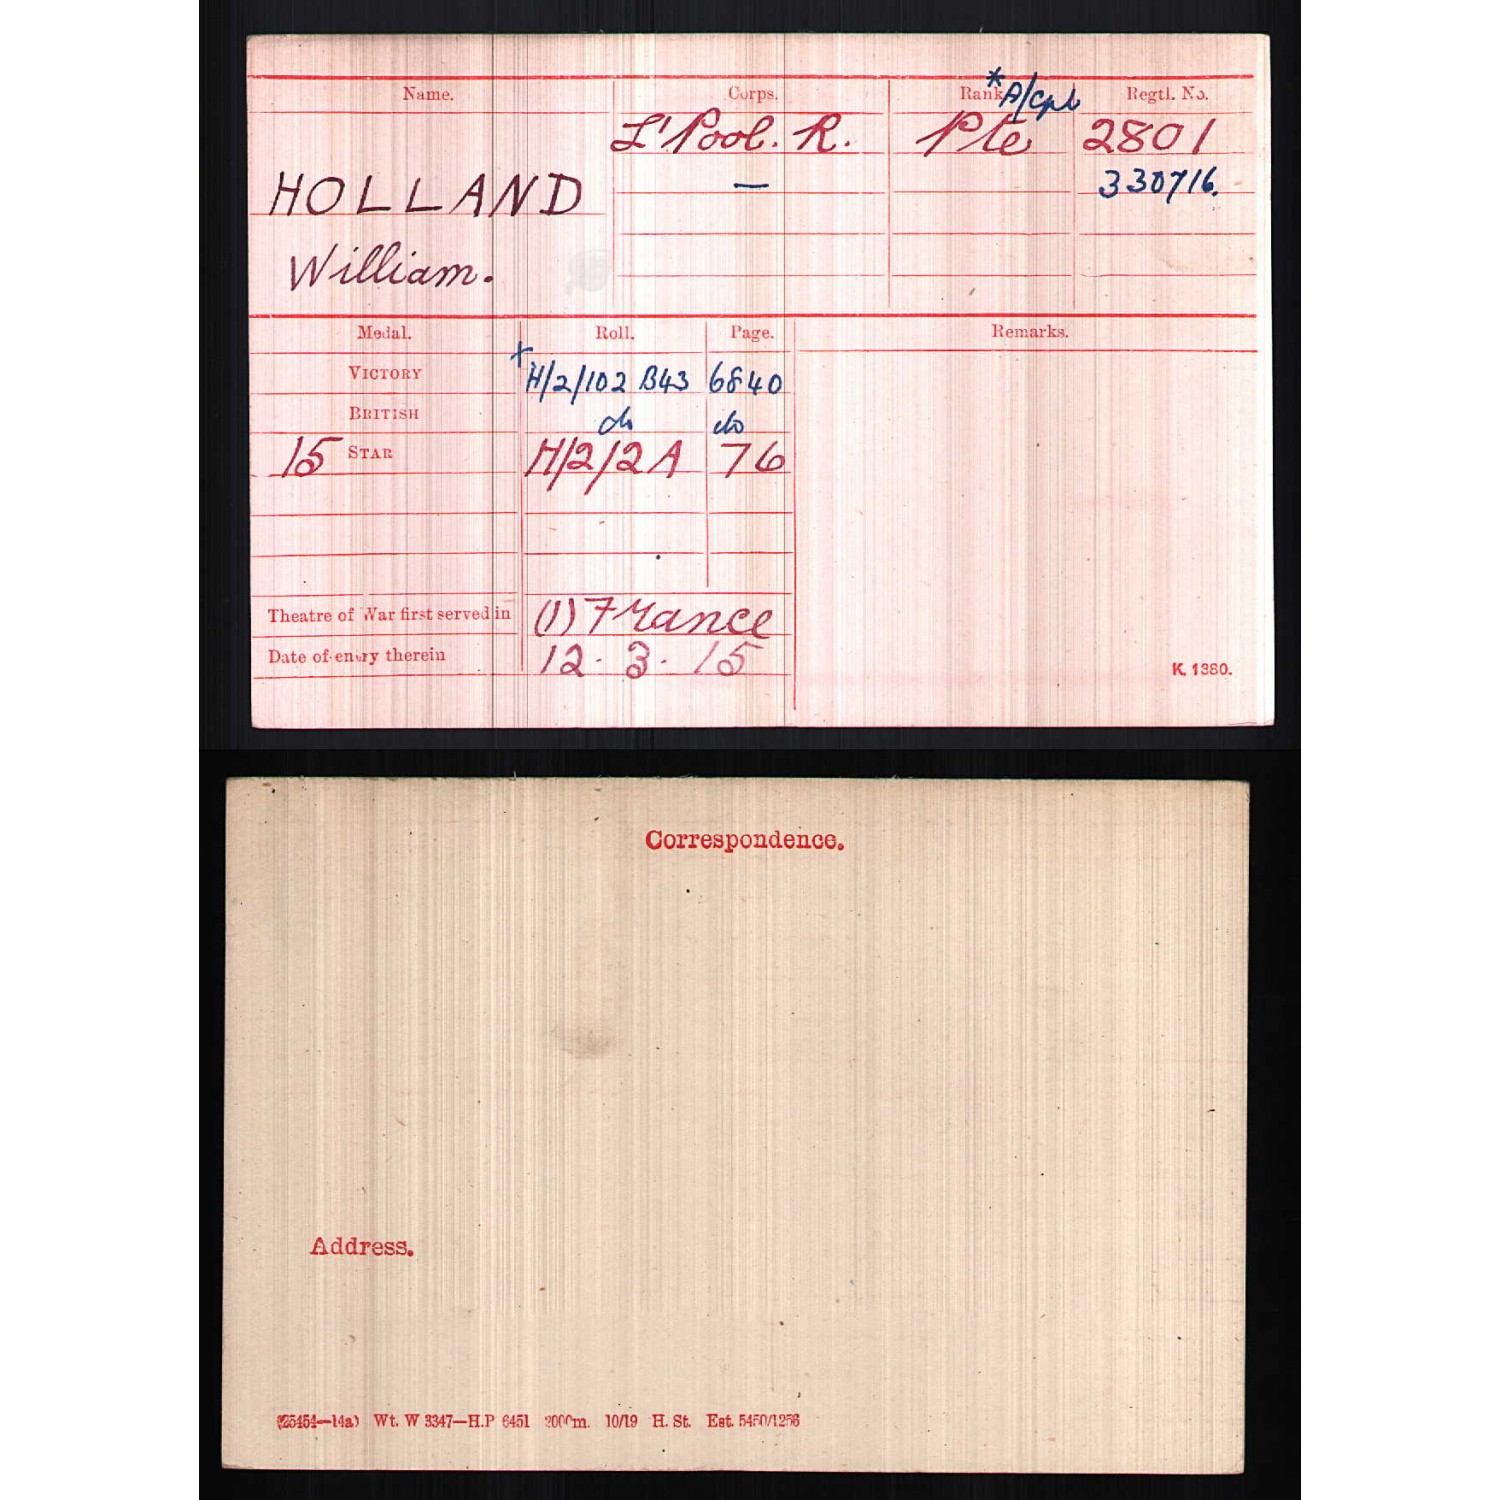 Name. Corps. Rank * A/Cpl Regtl. No.
L'Pool. R. Pte 2801
HOLLAND — 330716.
William.
Medal. Roll. Page. Remarks.
VICTORY + H/2/102 B43 6840
BRITISH do do
15 STAR H/2/2A 76
Theatre of War first served in (1) France
Date of entry therein 12. 3. 15
K. 1380.
Correspondence.
Address.
(25454—14a) Wt. W 3347—H.P 6451 2000m. 10/19 H. St. Est. 5450/1256